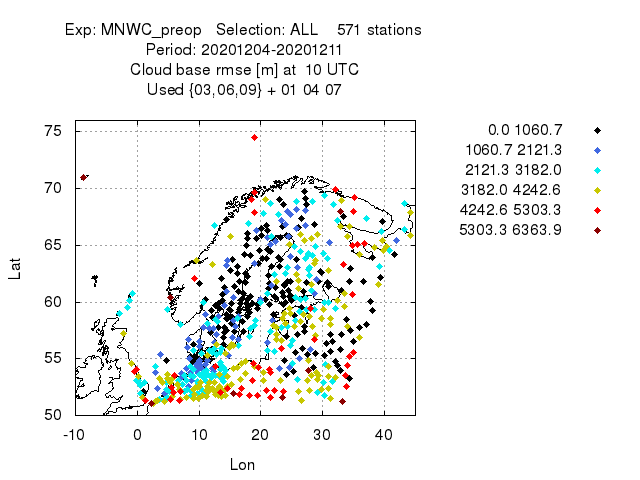 Exp: MNWC_preop   Selection: ALL    571 stations
Period: 20201204-20201211
Cloud base rmse [m] at  10 UTC
Used {03,06,09} + 01 04 07
0.0 1060.7
1060.7 2121.3
2121.3 3182.0
3182.0 4242.6
4242.6 5303.3
5303.3 6363.9
75
70
65
60
55
50
Lat
-10 0 10 20 30 40
Lon